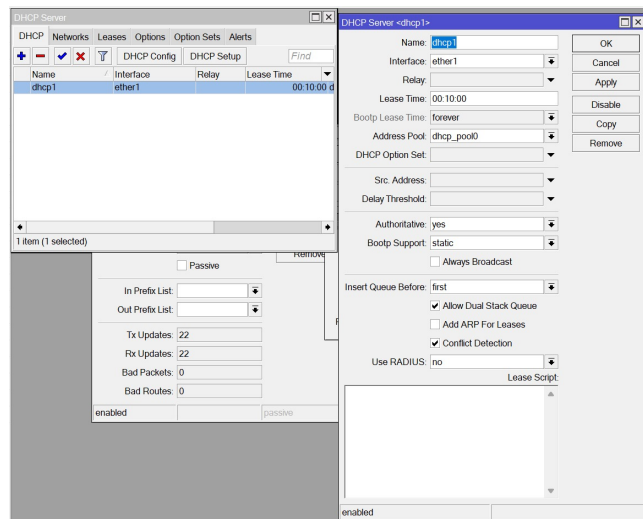 DHCP Server
DHCP Networks Leases Options Option Sets Alerts
DHCP Config DHCP Setup Find
Name Interface Relay Lease Time
dhcp1 ether1 00:10:00 d
1 item (1 selected)
Remove
Passive
In Prefix List:
Out Prefix List:
Tx Updates: 22
Rx Updates: 22
Bad Packets: 0
Bad Routes: 0
enabled passive
DHCP Server <dhcp1>
Name: dhcp1
Interface: ether1
Relay:
Lease Time: 00:10:00
Bootp Lease Time: forever
Address Pool: dhcp_pool0
DHCP Option Set:
Src. Address:
Delay Threshold:
Authoritative: yes
Bootp Support: static
Always Broadcast
Insert Queue Before: first
Allow Dual Stack Queue
Add ARP For Leases
Conflict Detection
Use RADIUS: no
Lease Script:
enabled
OK
Cancel
Apply
Disable
Copy
Remove